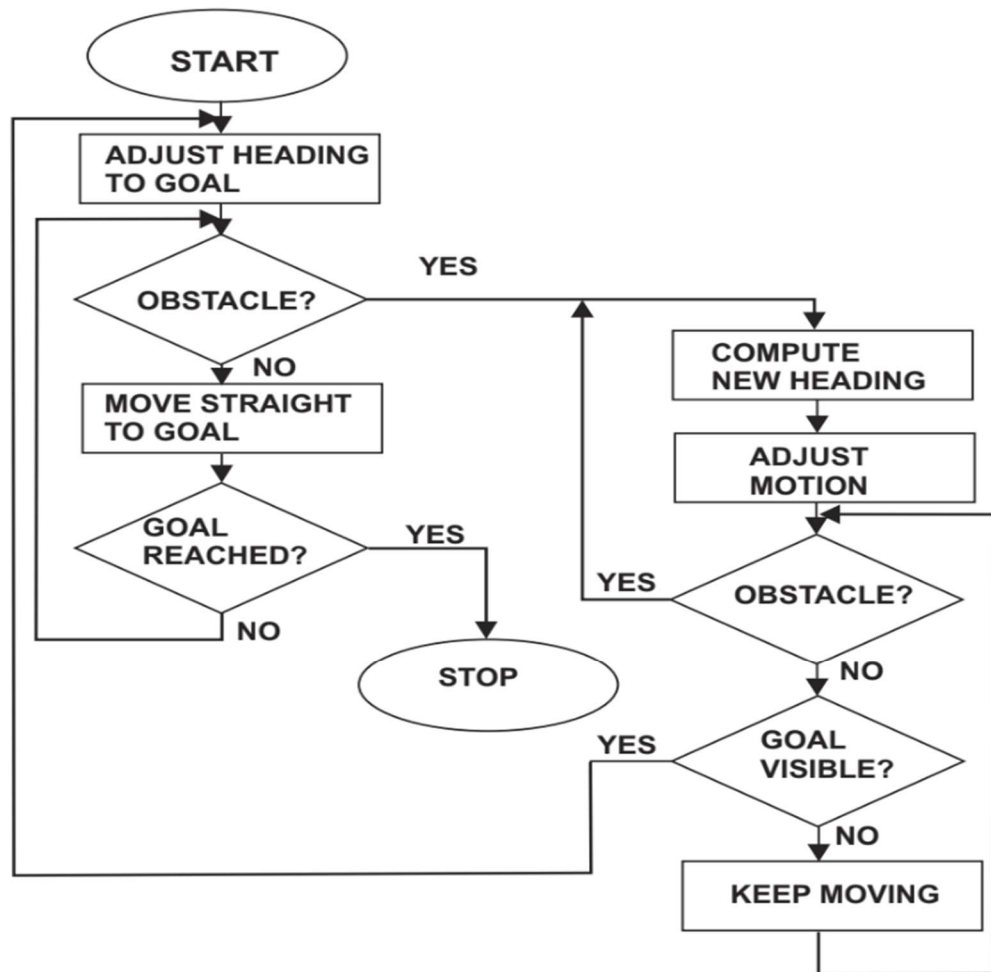 START
ADJUST HEADING
TO GOAL
YES
OBSTACLE?
NO
COMPUTE
NEW HEADING
MOVE STRAIGHT
TO GOAL
ADJUST
MOTION
GOAL
REACHED?
YES
NO
YES
OBSTACLE?
NO
STOP
YES
GOAL
VISIBLE?
NO
KEEP MOVING